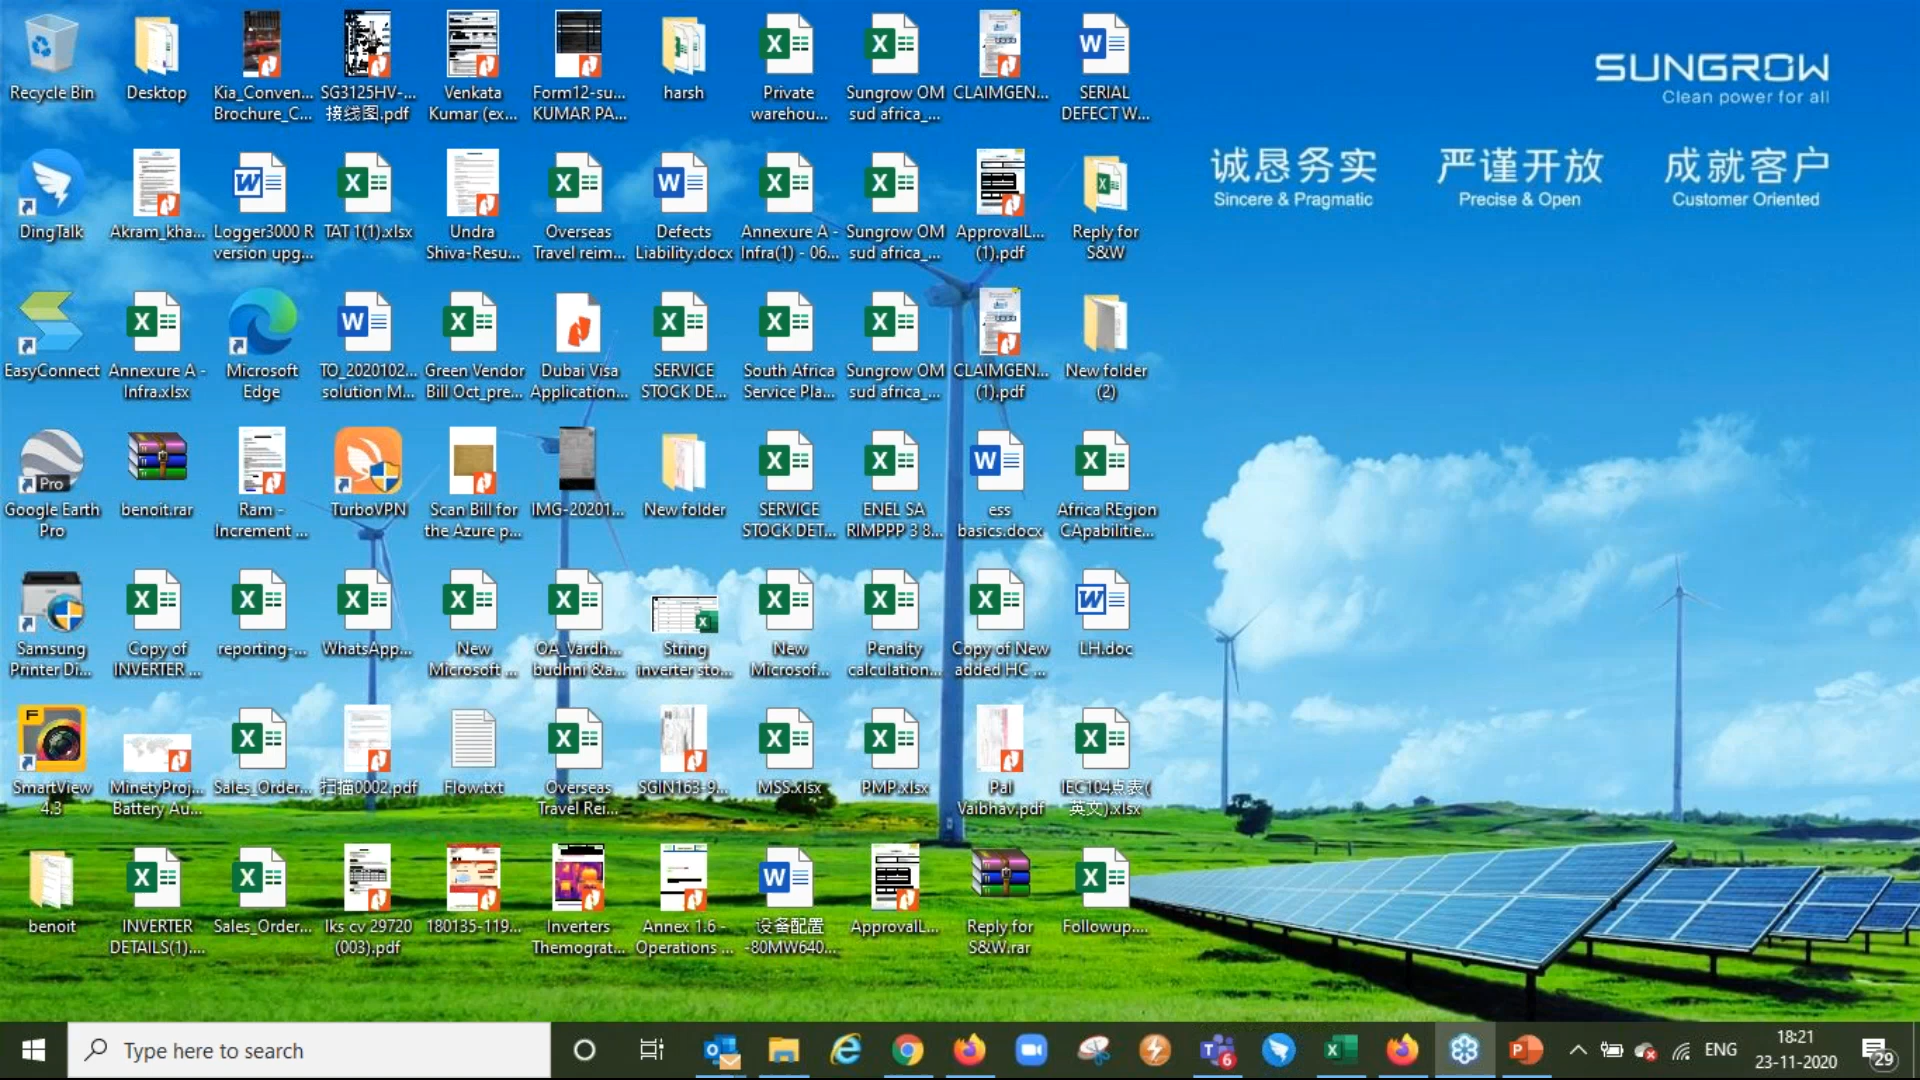 SUNGROW
Clean power for all
诚恳务实 严谨开放 成就客户
Sincere & Pragmatic Precise & Open Customer Oriented
Recycle Bin
Desktop
Kia_Conven...
Brochure_C...
SG3125HV-...
接线图.pdf
Venkata
Kumar (ex...
Form12-su...
KUMAR PA...
harsh
Private
warehou...
Sungrow OM
sud africa_...
CLAIMGEN...
SERIAL
DEFECT W...
DingTalk
Akram_kha...
Logger3000 R
version upg...
TAT 1(1).xlsx
Undra
Shiva-Resu...
Overseas
Travel reim...
Defects
Liability.docx
Annexure A -
Infra(1) - 06...
Sungrow OM
sud africa_...
ApprovalL...
(1).pdf
Reply for
S&W
EasyConnect
Annexure A -
Infra.xlsx
Microsoft
Edge
TO_2020102...
solution M...
Green Vendor
Bill Oct_pre...
Dubai Visa
Application...
SERVICE
STOCK DE...
South Africa
Service Pla...
Sungrow OM
sud africa_...
CLAIMGEN...
(1).pdf
New folder
(2)
Pro
Google Earth
Pro
benoit.rar
Ram -
Increment ...
TurboVPN
Scan Bill for
the Azure p...
IMG-20201...
New folder
SERVICE
STOCK DET...
ENEL SA
RIMPPP 3 8...
ess
basics.docx
Africa REgion
CApabilitie...
Samsung
Printer Di...
Copy of
INVERTER ...
reporting-...
WhatsApp...
New
Microsoft ...
OA_Vardh...
budhni &a...
String
inverter sto...
New
Microsof...
Penalty
calculation...
Copy of New
added HC ...
LH.doc
SmartView
4.3
MinetyProj...
Battery Au...
Sales_Order...
扫描0002.pdf
Flow.txt
Overseas
Travel Rei...
SGIN163-9...
MSS.xlsx
PMP.xlsx
Pal
Vaibhav.pdf
IEC104点表(
英文).xlsx
benoit
INVERTER
DETAILS(1)....
Sales_Order...
lks cv 29720
(003).pdf
180135-119...
Inverters
Themograt...
Annex 1.6 -
Operations ...
设备配置
-80MW640...
ApprovalL...
Reply for
S&W.rar
Followup....
Type here to search
6
ENG
18:21
23-11-2020
29